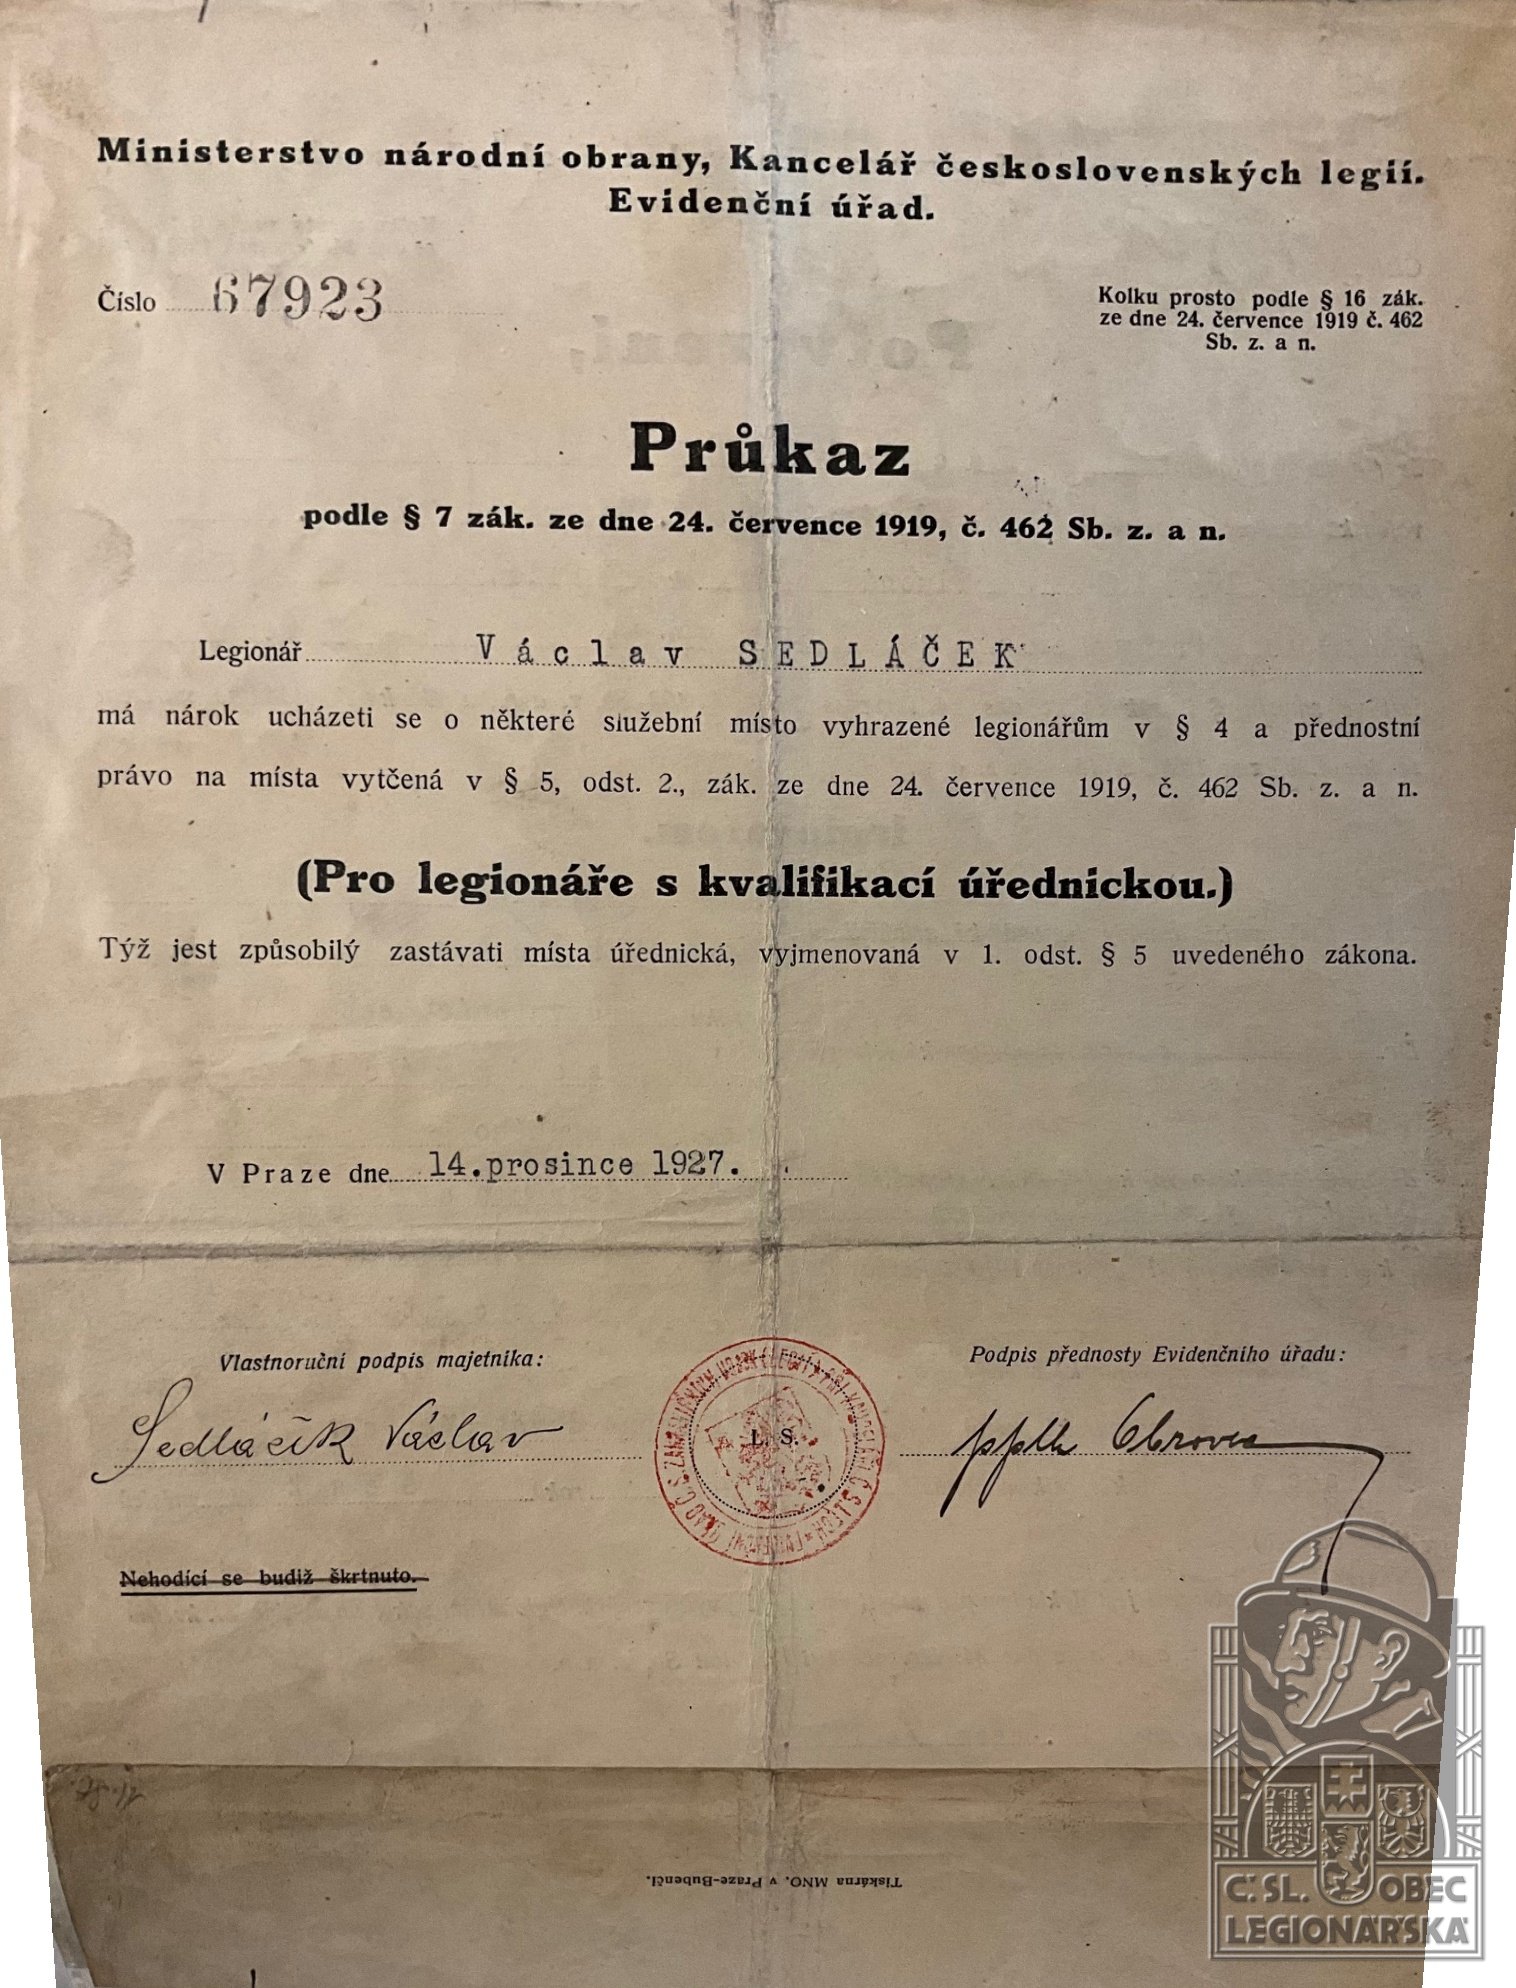 Ministerstvo národní obrany, Kancelář československých legií.
Evidenční úřad.
Číslo 67923
Kolku prosto podle § 16 zák.
ze dne 24. července 1919 č. 462
Sb. z. a n.
Průkaz
podle § 7 zák. ze dne 24. července 1919, č. 462 Sb. z. a n.
Legionář Václav SEDLÁČEK
má nárok ucházeti se o některé služební místo vyhrazené legionářům v § 4 a přednostní
právo na místa vytčená v § 5, odst. 2., zák. ze dne 24. července 1919, č. 462 Sb. z. a n.
(Pro legionáře s kvalifikací úřednickou.)
Týž jest způsobilý zastávati místa úřednická, vyjmenovaná v 1. odst. § 5 uvedeného zákona.
V Praze dne 14.prosince 1927.
Vlastnoruční podpis majetníka:
Podpis přednosty Evidenčního úřadu:
Sedláček Václav
L. S.
pplk
Nehodící se budiž škrtnuto.
Tiskárna MNO. v Praze-Bubenči.
Č. SL. OBEC
LEGIONÁŘSKÁ